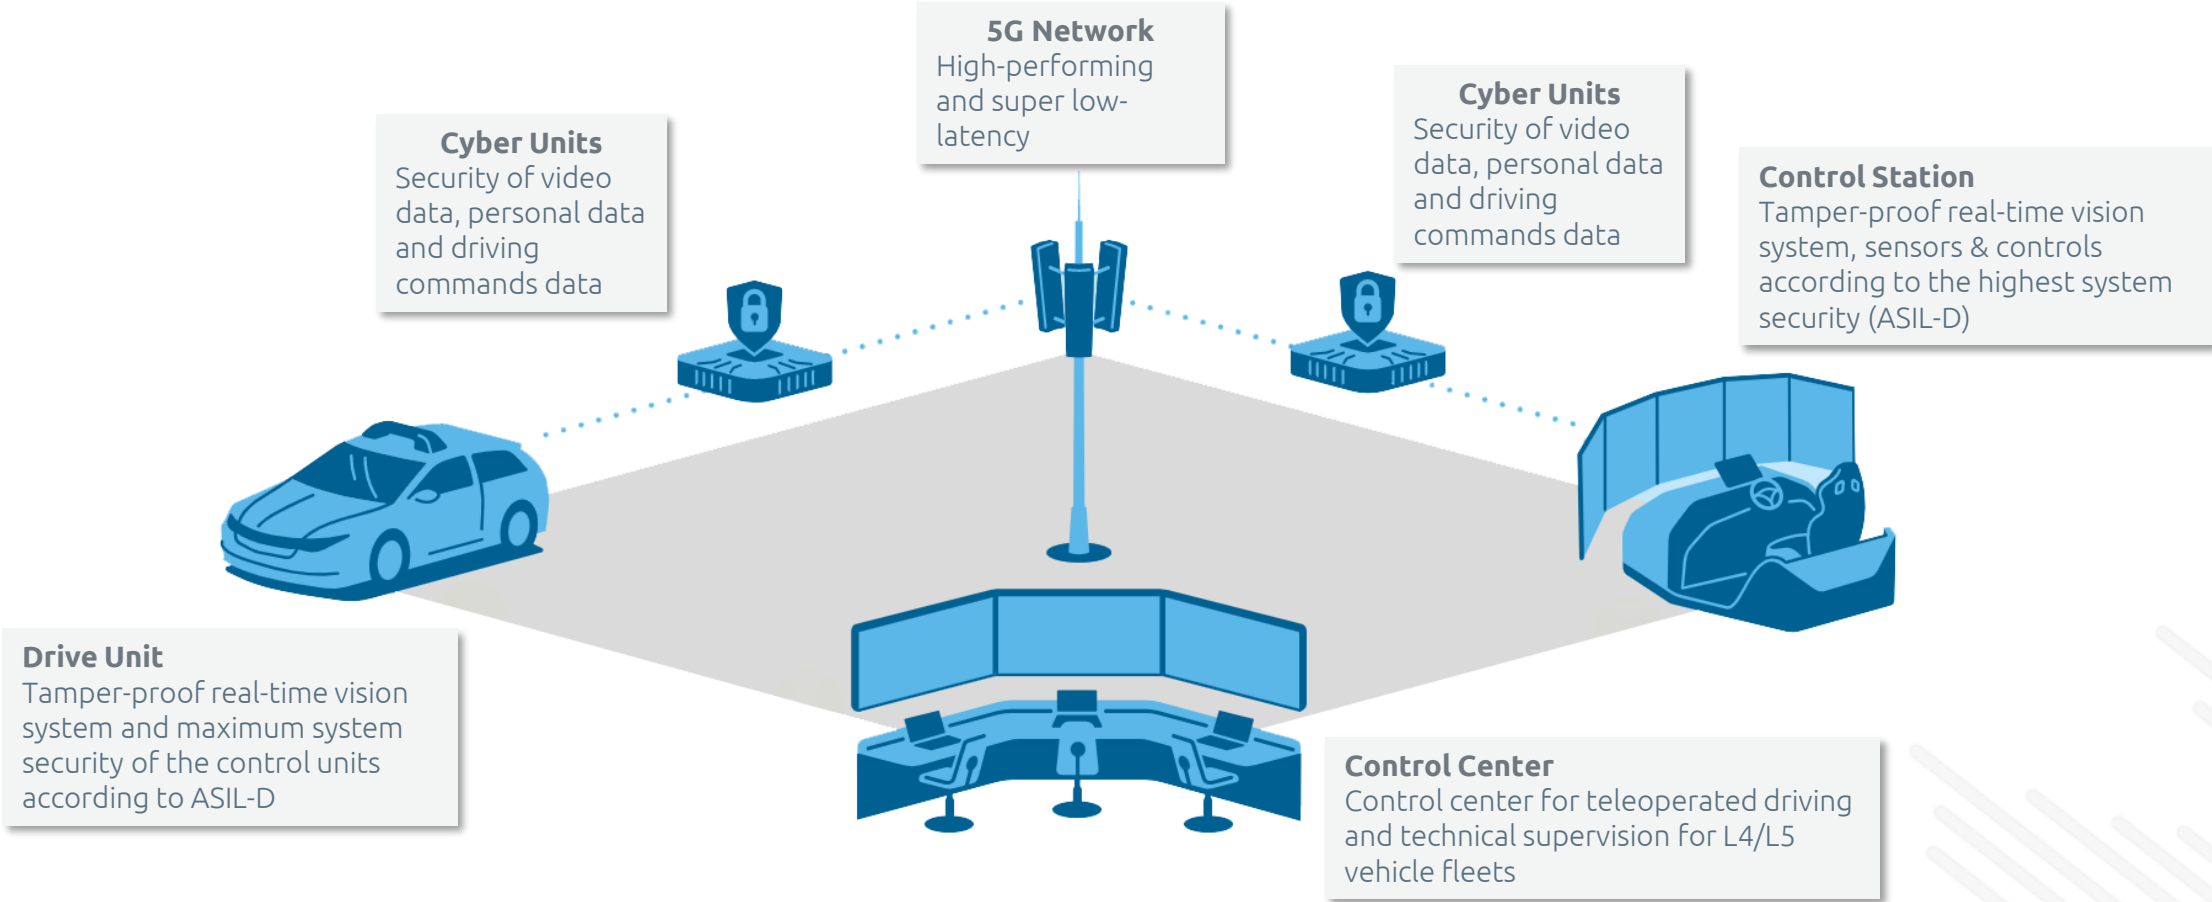 5G Network
High-performing
and super low-
latency
Cyber Units
Security of video
data, personal data
and driving
commands data
Cyber Units
Security of video
data, personal data
and driving
commands data
Control Station
Tamper-proof real-time vision
system, sensors & controls
according to the highest system
security (ASIL-D)
Drive Unit
Tamper-proof real-time vision
system and maximum system
security of the control units
according to ASIL-D
Control Center
Control center for teleoperated driving
and technical supervision for L4/L5
vehicle fleets